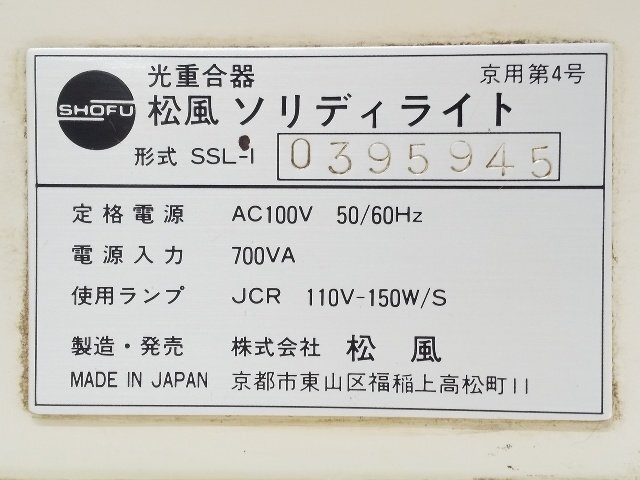 光重合器 京用第4号
SHOFU 松風 ソリディライト
形式 SSL-I 0395945
定格電源 AC100V 50/60Hz
電源入力 700VA
使用ランプ JCR 110V-150W/S
製造・発売 株式会社 松風
MADE IN JAPAN 京都市東山区福稲上高松町11